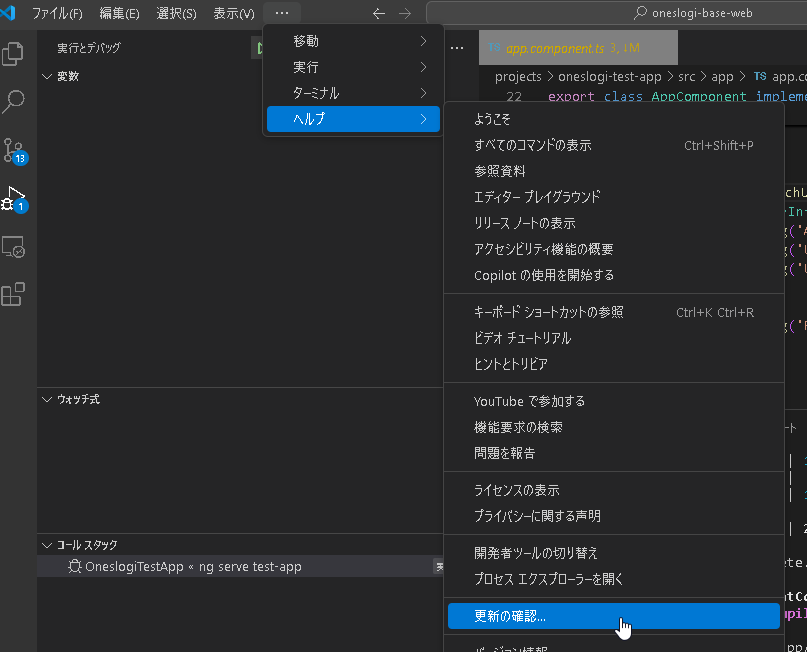 ファイル(F) 編集(E) 選択(S) 表示(V) ··· ← → oneslogi-base-web
実行とデバッグ
変数
ウォッチ式
コール スタック
OneslogiTestApp « ng serve test-app
実
13
1
移動
実行
ターミナル
ヘルプ
···
TS app.component.ts 3, ↓M
projects > oneslogi-test-app > src > app > TS app.co
22 export class AppComponent impleme
ようこそ
すべてのコマンドの表示 Ctrl+Shift+P
参照資料
エディター プレイグラウンド
リリース ノートの表示
アクセシビリティ機能の概要
Copilot の使用を開始する
キーボード ショートカットの参照 Ctrl+K Ctrl+R
ビデオ チュートリアル
ヒントとトリビア
YouTube で参加する
機能要求の検索
問題を報告
ライセンスの表示
プライバシーに関する声明
開発者ツールの切り替え
プロセス エクスプローラーを開く
更新の確認...
バージョン情報